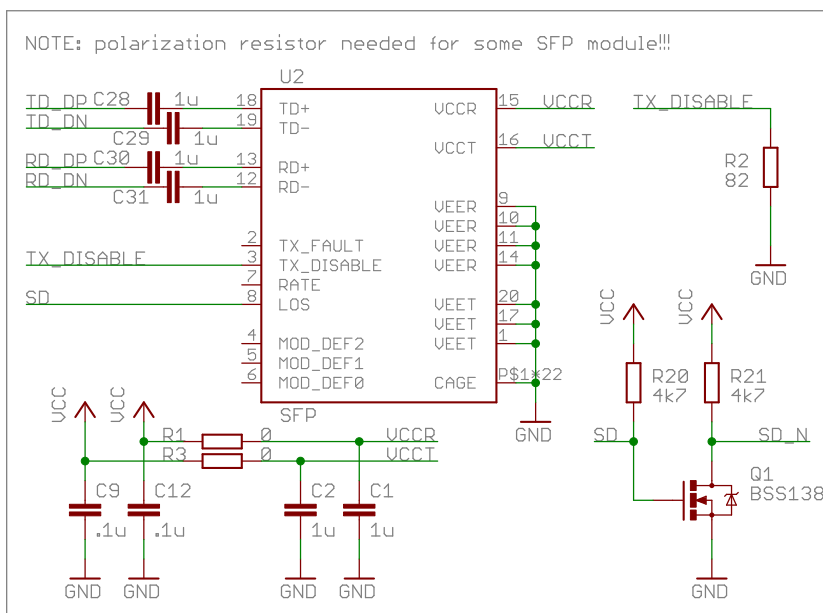 NOTE: polarization resistor needed for some SFP module!!!
U2
TD_DP C28 1u 18 TD+ VCCR 15 VCCR TX_DISABLE
TD_DN C29 1u 19 TD- VCCT 16 VCCT
RD_DP C30 1u 13 RD+ R2
RD_DN C31 1u 12 RD- 82
VEER 9
VEER 10
2 TX_FAULT VEER 11
TX_DISABLE 3 TX_DISABLE VEER 14
GND
7 RATE
SD 8 LOS VEET 20
VEET 17
4 MOD_DEF2 VEET 1
5 MOD_DEF1
6 MOD_DEF0 CAGE P$1*22
SFP
GND
VCC VCC
R20 R21
4k7 4k7
SD SD_N
Q1
BSS138
GND
VCC VCC
R1 0 VCCR
R3 0 VCCT
C9 C12 C2 C1
.1u .1u 1u 1u
GND GND GND GND